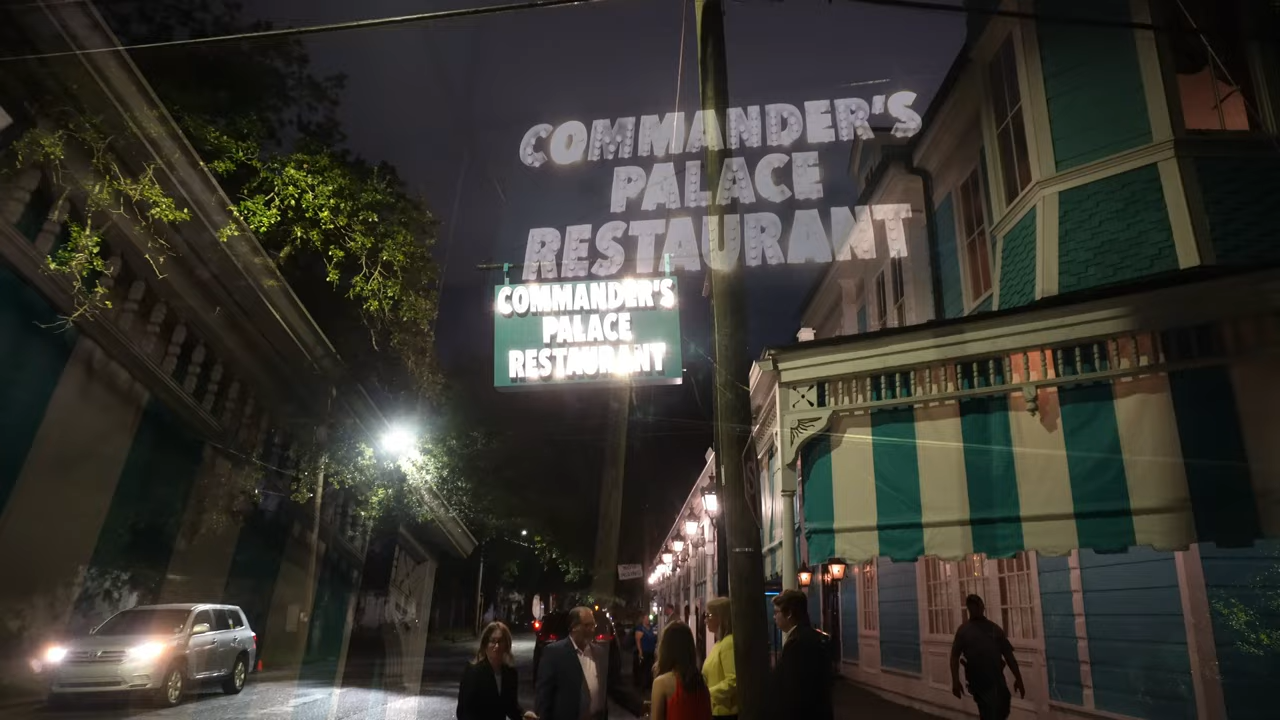 COMMANDER'S
PALACE
RESTAURANT
COMMANDER'S
PALACE
RESTAURANT